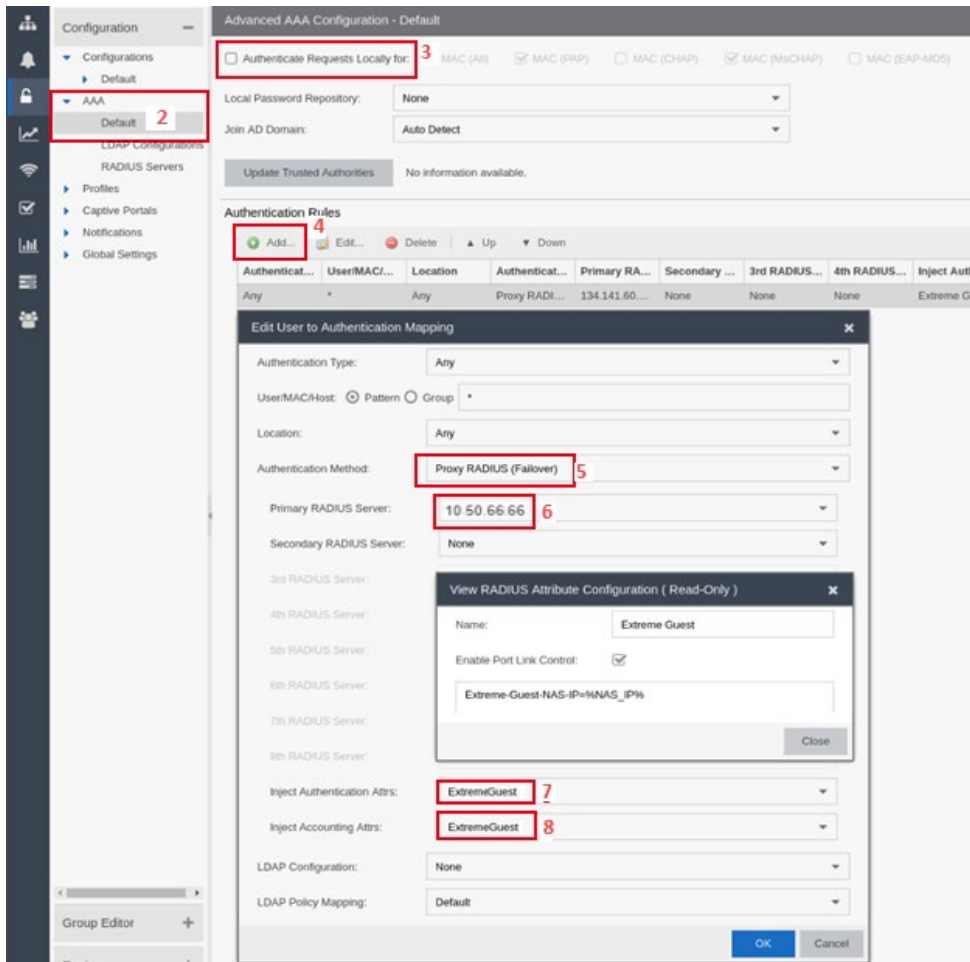 Configuration
Configurations
Default
AAA
Default 2
LDAP Configurations
RADIUS Servers
Profiles
Captive Portals
Notifications
Global Settings
Group Editor
Advanced AAA Configuration - Default
Authenticate Requests Locally for: 3 MAC (All) MAC (PAP) MAC (CHAP) MAC (MsCHAP) MAC (EAP-MD5)
Local Password Repository: None
Join AD Domain: Auto Detect
Update Trusted Authorities No information available.
Authentication Rules
4
Add... Edit... Delete Up Down
Authenticat... User/MAC/... Location Authenticat... Primary RA... Secondary ... 3rd RADIUS... 4th RADIUS... Inject Aut
Any * Any Proxy RADI... 134.141.60.... None None None Extreme G
Edit User to Authentication Mapping
Authentication Type: Any
User/MAC/Host: Pattern Group *
Location: Any
Authentication Method: Proxy RADIUS (Failover) 5
Primary RADIUS Server: 10.50.66.66 6
Secondary RADIUS Server: None
3rd RADIUS Server:
4th RADIUS Server:
5th RADIUS Server:
6th RADIUS Server:
7th RADIUS Server:
8th RADIUS Server:
View RADIUS Attribute Configuration ( Read-Only )
Name: Extreme Guest
Enable Port Link Control:
Extreme-Guest-NAS-IP=%NAS_IP%
Close
Inject Authentication Attrs: ExtremeGuest 7
Inject Accounting Attrs: ExtremeGuest 8
LDAP Configuration: None
LDAP Policy Mapping: Default
OK Cancel